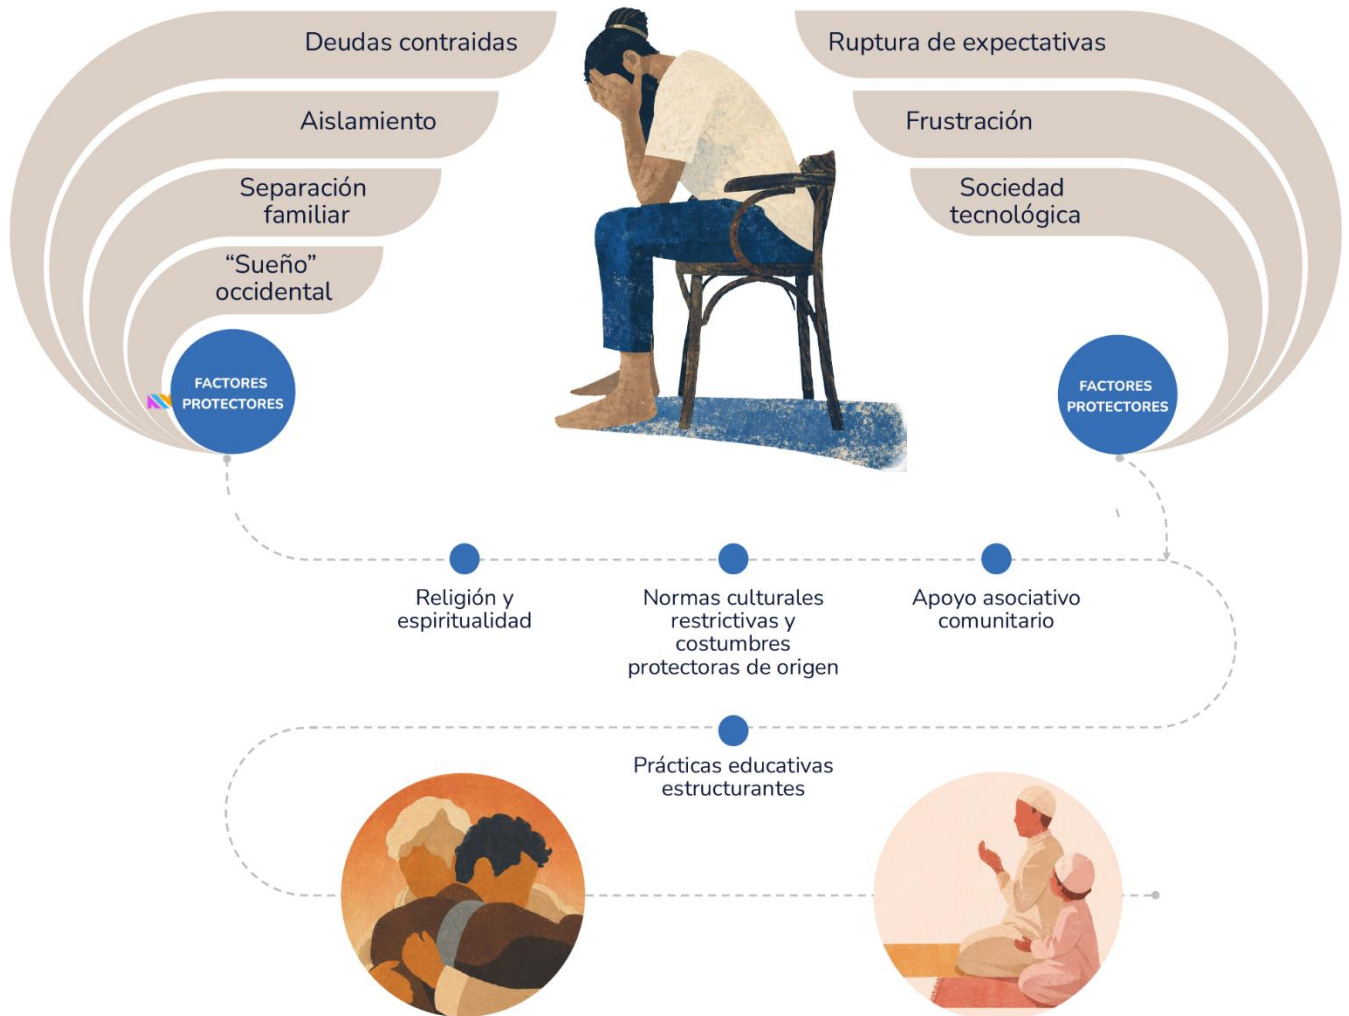 Deudas contraidas
Aislamiento
Separación
familiar
“Sueño”
occidental
FACTORES
PROTECTORES
Ruptura de expectativas
Frustración
Sociedad
tecnológica
FACTORES
PROTECTORES
Religión y
espiritualidad
Normas culturales
restrictivas y
costumbres
protectoras de origen
Apoyo asociativo
comunitario
Prácticas educativas
estructurantes